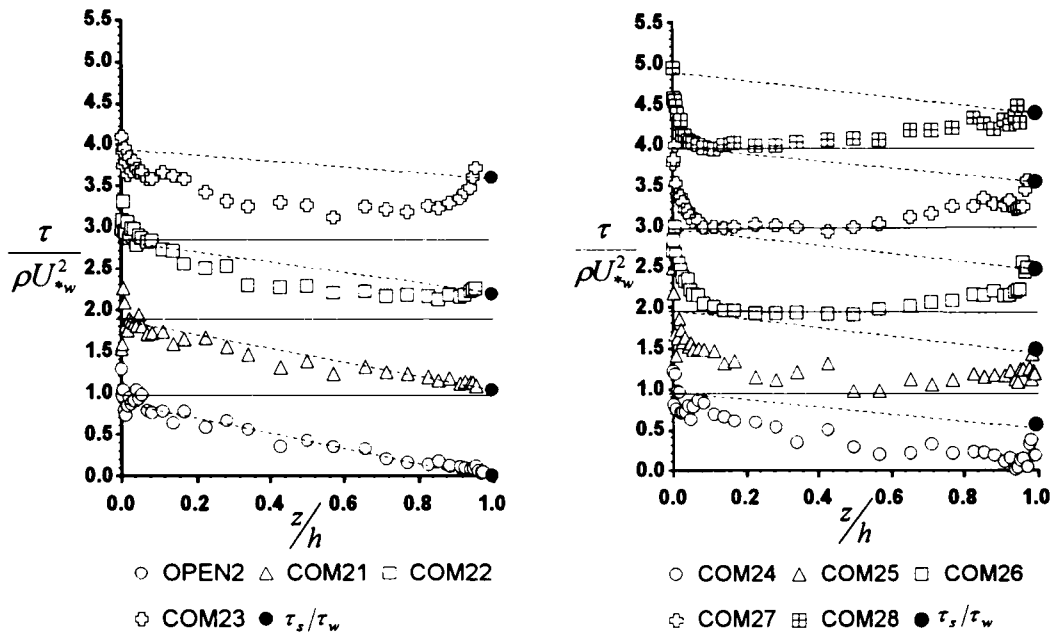 5.5
5.0
4.5
4.0
3.5
3.0
2.5
2.0
1.5
1.0
0.5
0.0
τ/ρU²*w
0.0 0.2 0.4 0.6 0.8 1.0
z/h
○ OPEN2 △ COM21 □ COM22
✚ COM23 ● τs/τw
5.5
5.0
4.5
4.0
3.5
3.0
2.5
2.0
1.5
1.0
0.5
0.0
τ/ρU²*w
0.0 0.2 0.4 0.6 0.8 1.0
z/h
○ COM24 △ COM25 □ COM26
✚ COM27 ⊞ COM28 ● τs/τw